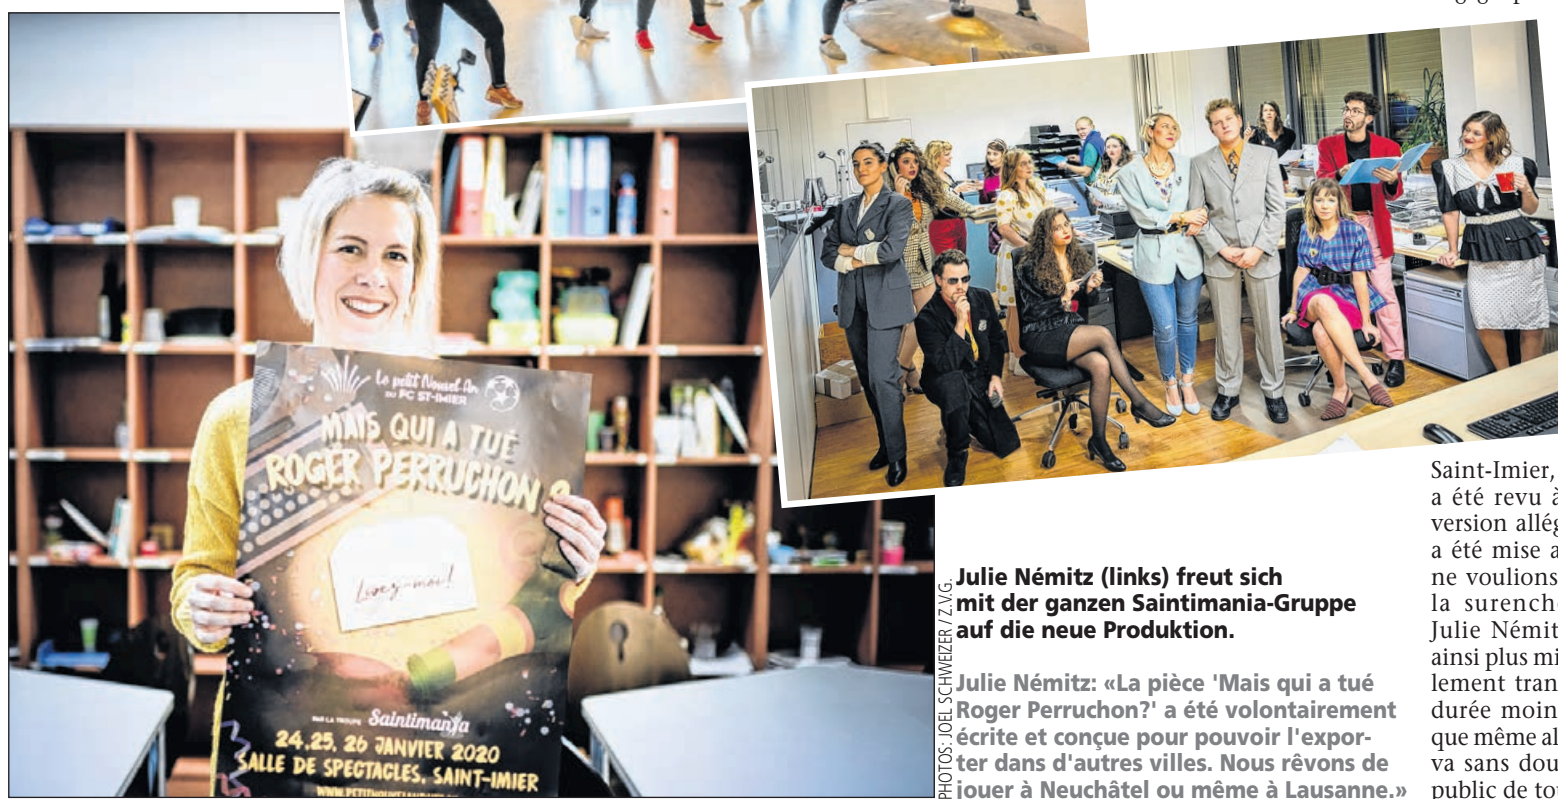 Le petit Nouvel An
DU FC ST-IMIER
MAIS QUI A TUÉ
ROGER PERRUCHON ?
Livez-moi!
PAR LA TROUPE Saintimania
24, 25, 26 JANVIER 2020
SALLE DE SPECTACLES, SAINT-IMIER
PHOTOS: JOEL SCHWEIZER / Z.V.G.
Julie Némitz (links) freut sich
mit der ganzen Saintimania-Gruppe
auf die neue Produktion.
Julie Némitz: «La pièce 'Mais qui a tué
Roger Perruchon?' a été volontairement
écrite et conçue pour pouvoir l'expor-
ter dans d'autres villes. Nous rêvons de
jouer à Neuchâtel ou même à Lausanne.»
Saint-Imier,
a été revu à
version allég
a été mise a
ne voulions
la surench
Julie Némit
ainsi plus mi
lement tran
durée moin
que même al
va sans dou
public de to